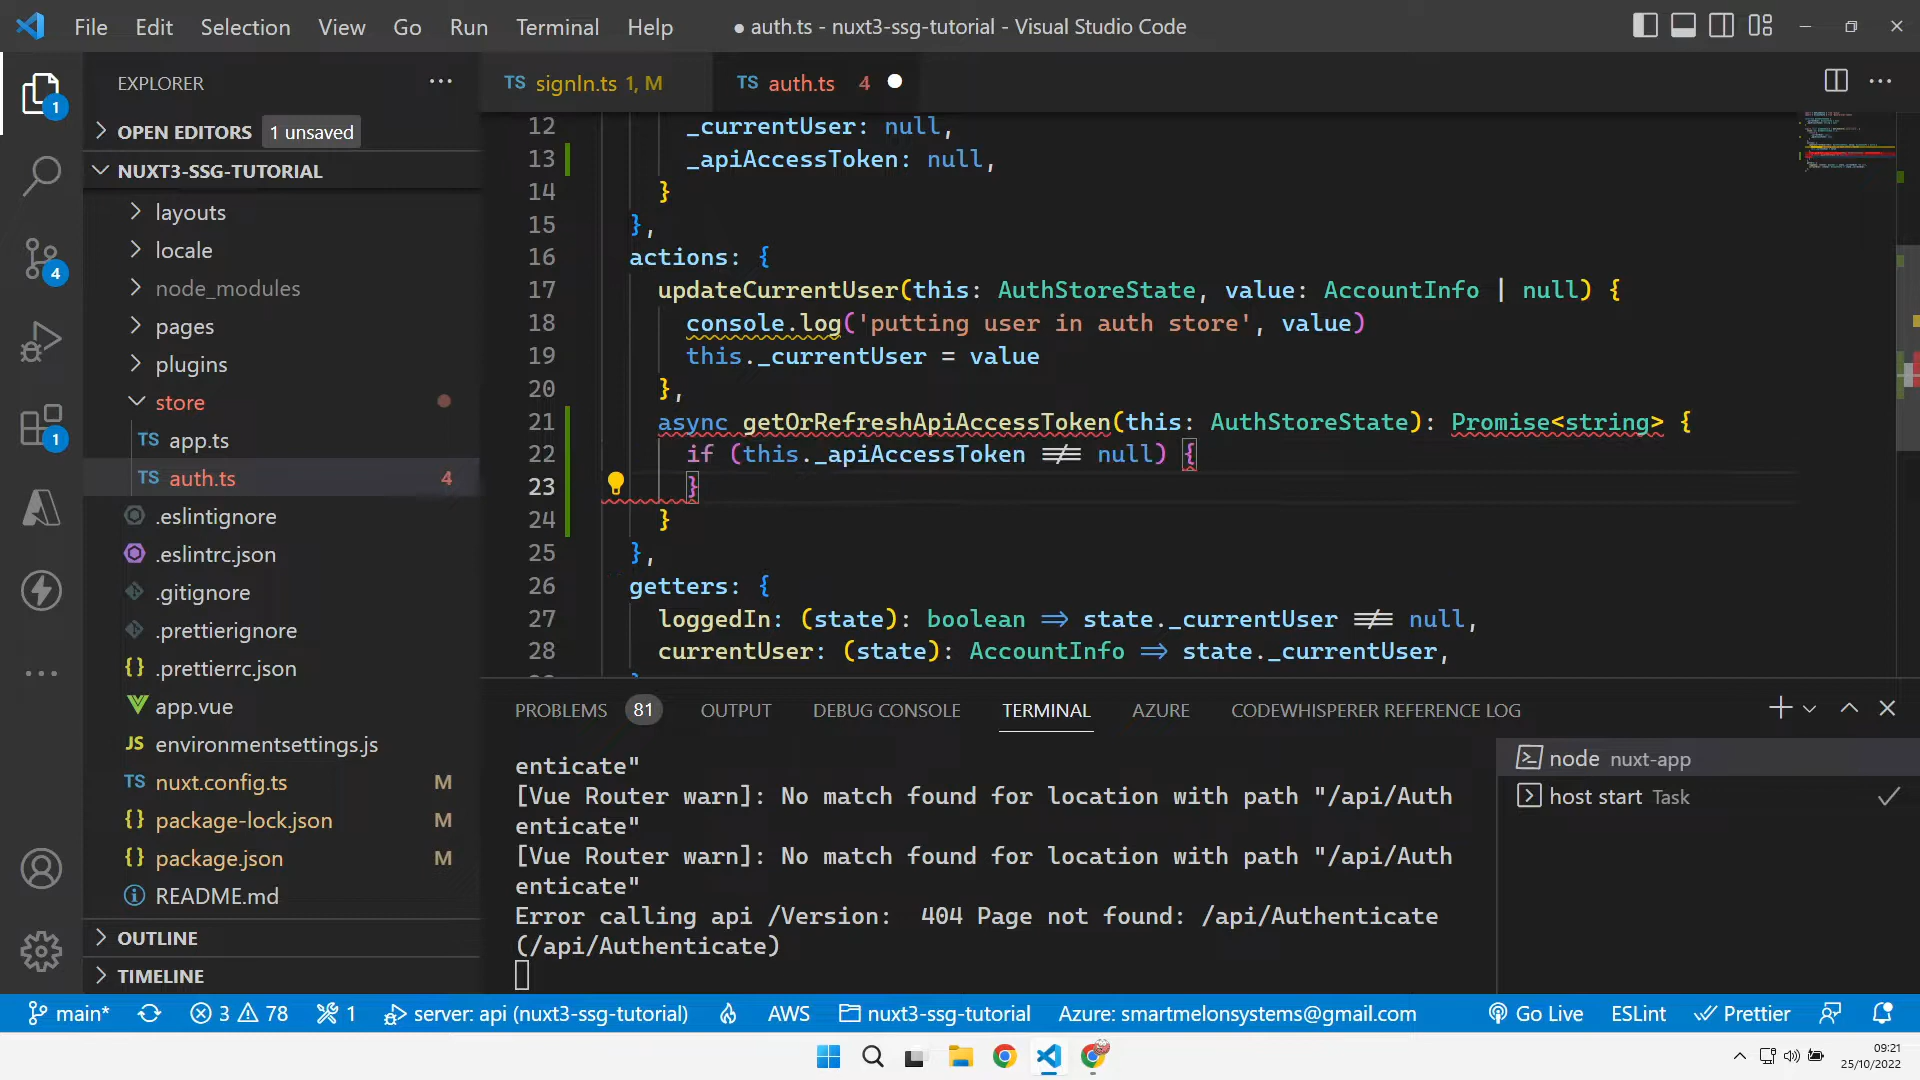 File Edit Selection View Go Run Terminal Help
● auth.ts - nuxt3-ssg-tutorial - Visual Studio Code
EXPLORER
OPEN EDITORS 1 unsaved
NUXT3-SSG-TUTORIAL
layouts
locale
node_modules
pages
plugins
store
TS app.ts
TS auth.ts 4
.eslintignore
.eslintrc.json
.gitignore
.prettierignore
{} .prettierrc.json
app.vue
JS environmentsettings.js
TS nuxt.config.ts M
{} package-lock.json M
{} package.json M
README.md
OUTLINE
TIMELINE
1
4
1
TS signIn.ts 1, M
TS auth.ts 4
12 _currentUser: null,
13 _apiAccessToken: null,
14 }
15 },
16 actions: {
17 updateCurrentUser(this: AuthStoreState, value: AccountInfo | null) {
18 console.log('putting user in auth store', value)
19 this._currentUser = value
20 },
21 async getOrRefreshApiAccessToken(this: AuthStoreState): Promise<string> {
22 if (this._apiAccessToken !== null) {
23 }
24 }
25 },
26 getters: {
27 loggedIn: (state): boolean => state._currentUser !== null,
28 currentUser: (state): AccountInfo => state._currentUser,
PROBLEMS 81 OUTPUT DEBUG CONSOLE TERMINAL AZURE CODEWHISPERER REFERENCE LOG
enticate"
[Vue Router warn]: No match found for location with path "/api/Auth
enticate"
[Vue Router warn]: No match found for location with path "/api/Auth
enticate"
Error calling api /Version:  404 Page not found: /api/Authenticate
(/api/Authenticate)
node nuxt-app
host start Task
main* 3 78 1 server: api (nuxt3-ssg-tutorial) AWS nuxt3-ssg-tutorial Azure: smartmelonsystems@gmail.com Go Live ESLint Prettier
09:21
25/10/2022